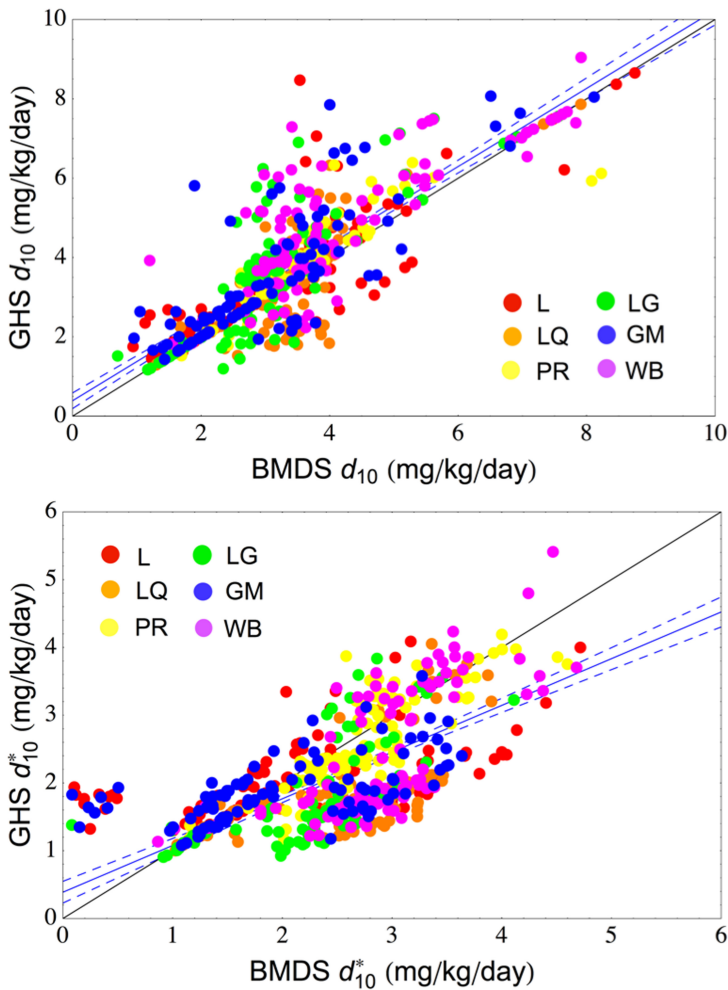 10
8
6
4
2
0
GHS d10 (mg/kg/day)
L LG
LQ GM
PR WB
0 2 4 6 8 10
BMDS d10 (mg/kg/day)
6
5
4
3
2
1
0
GHS d*10 (mg/kg/day)
L LG
LQ GM
PR WB
0 1 2 3 4 5 6
BMDS d*10 (mg/kg/day)